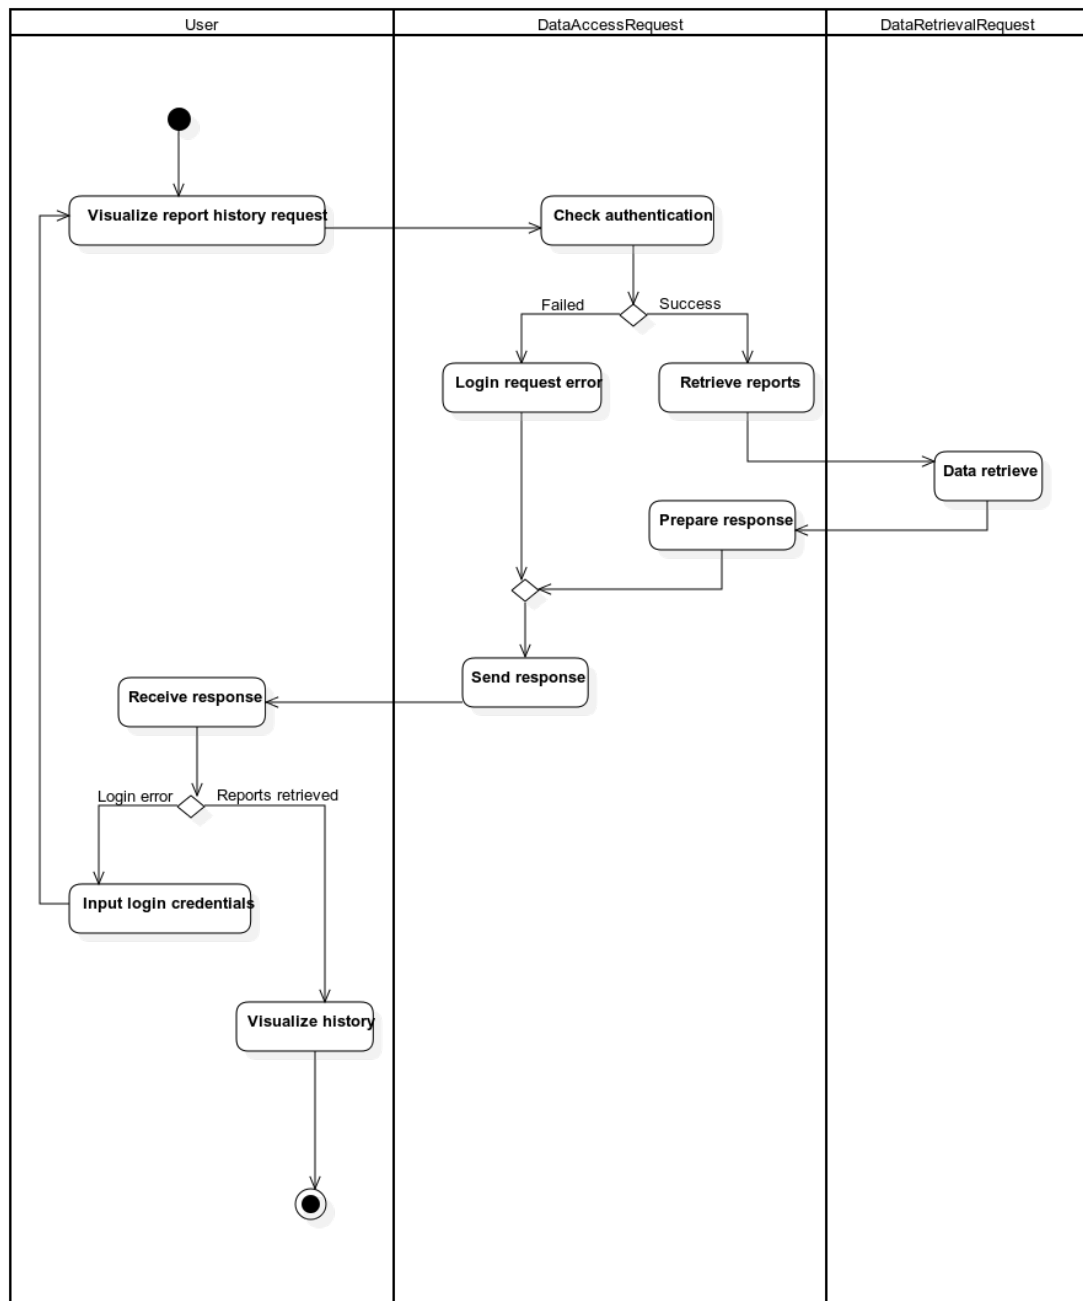 User
DataAccessRequest
DataRetrievalRequest
Visualize report history request
Check authentication
Failed
Success
Login request error
Retrieve reports
Data retrieve
Prepare response
Send response
Receive response
Login error
Reports retrieved
Input login credentials
Visualize history